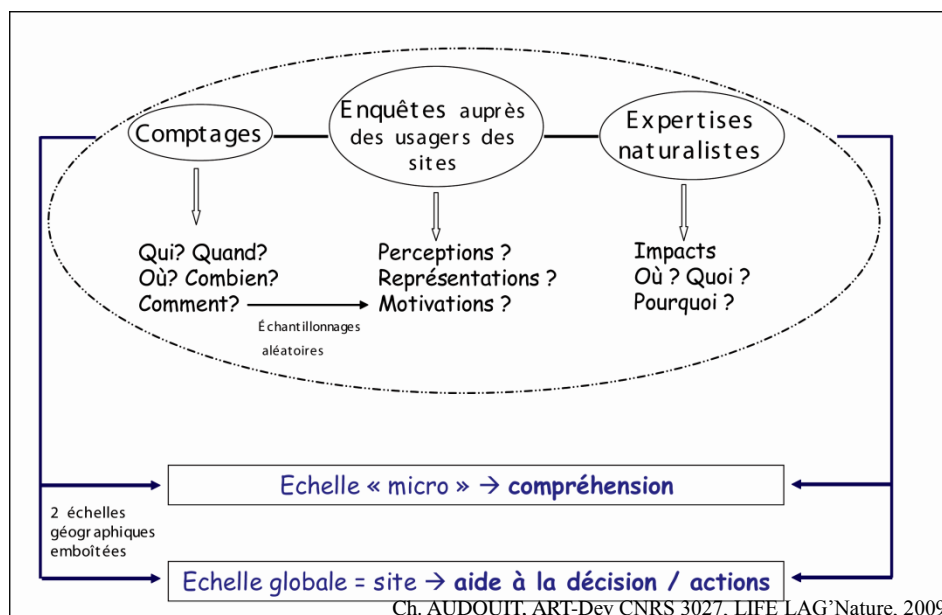 Comptages
Enquêtes auprès
des usagers des
sites
Expertises
naturalistes
Qui? Quand?
Où? Combien?
Comment?
Échantillonnages
aléatoires
Perceptions ?
Représentations ?
Motivations ?
Impacts
Où ? Quoi ?
Pourquoi ?
2 échelles
géographiques
emboîtées
Echelle « micro » → compréhension
Echelle globale = site → aide à la décision / actions
Ch. AUDOUIT, ART-Dev CNRS 3027, LIFE LAG'Nature, 2009